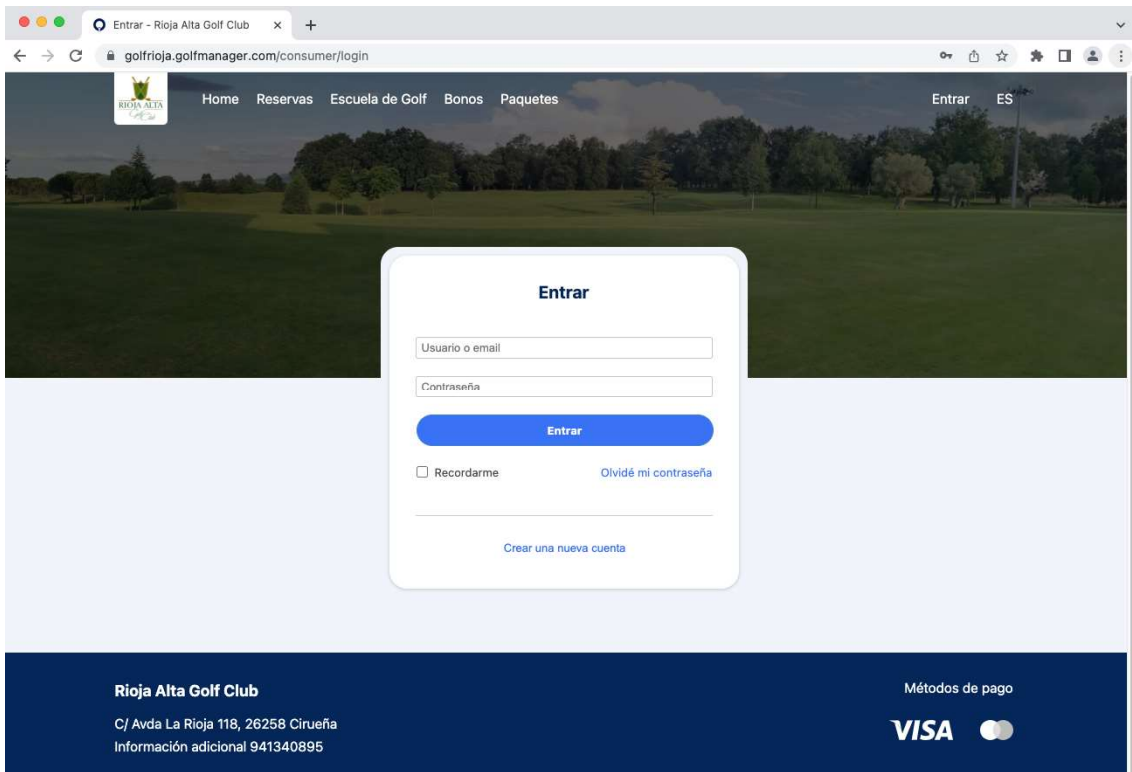 Entrar - Rioja Alta Golf Club
golfrioja.golfmanager.com/consumer/login
RIOJA ALTA
Golf Club
Home Reservas Escuela de Golf Bonos Paquetes Entrar ES
Entrar
Usuario o email
Contraseña
Entrar
Recordarme Olvidé mi contraseña
Crear una nueva cuenta
Rioja Alta Golf Club Métodos de pago
C/ Avda La Rioja 118, 26258 Cirueña
Información adicional 941340895
VISA